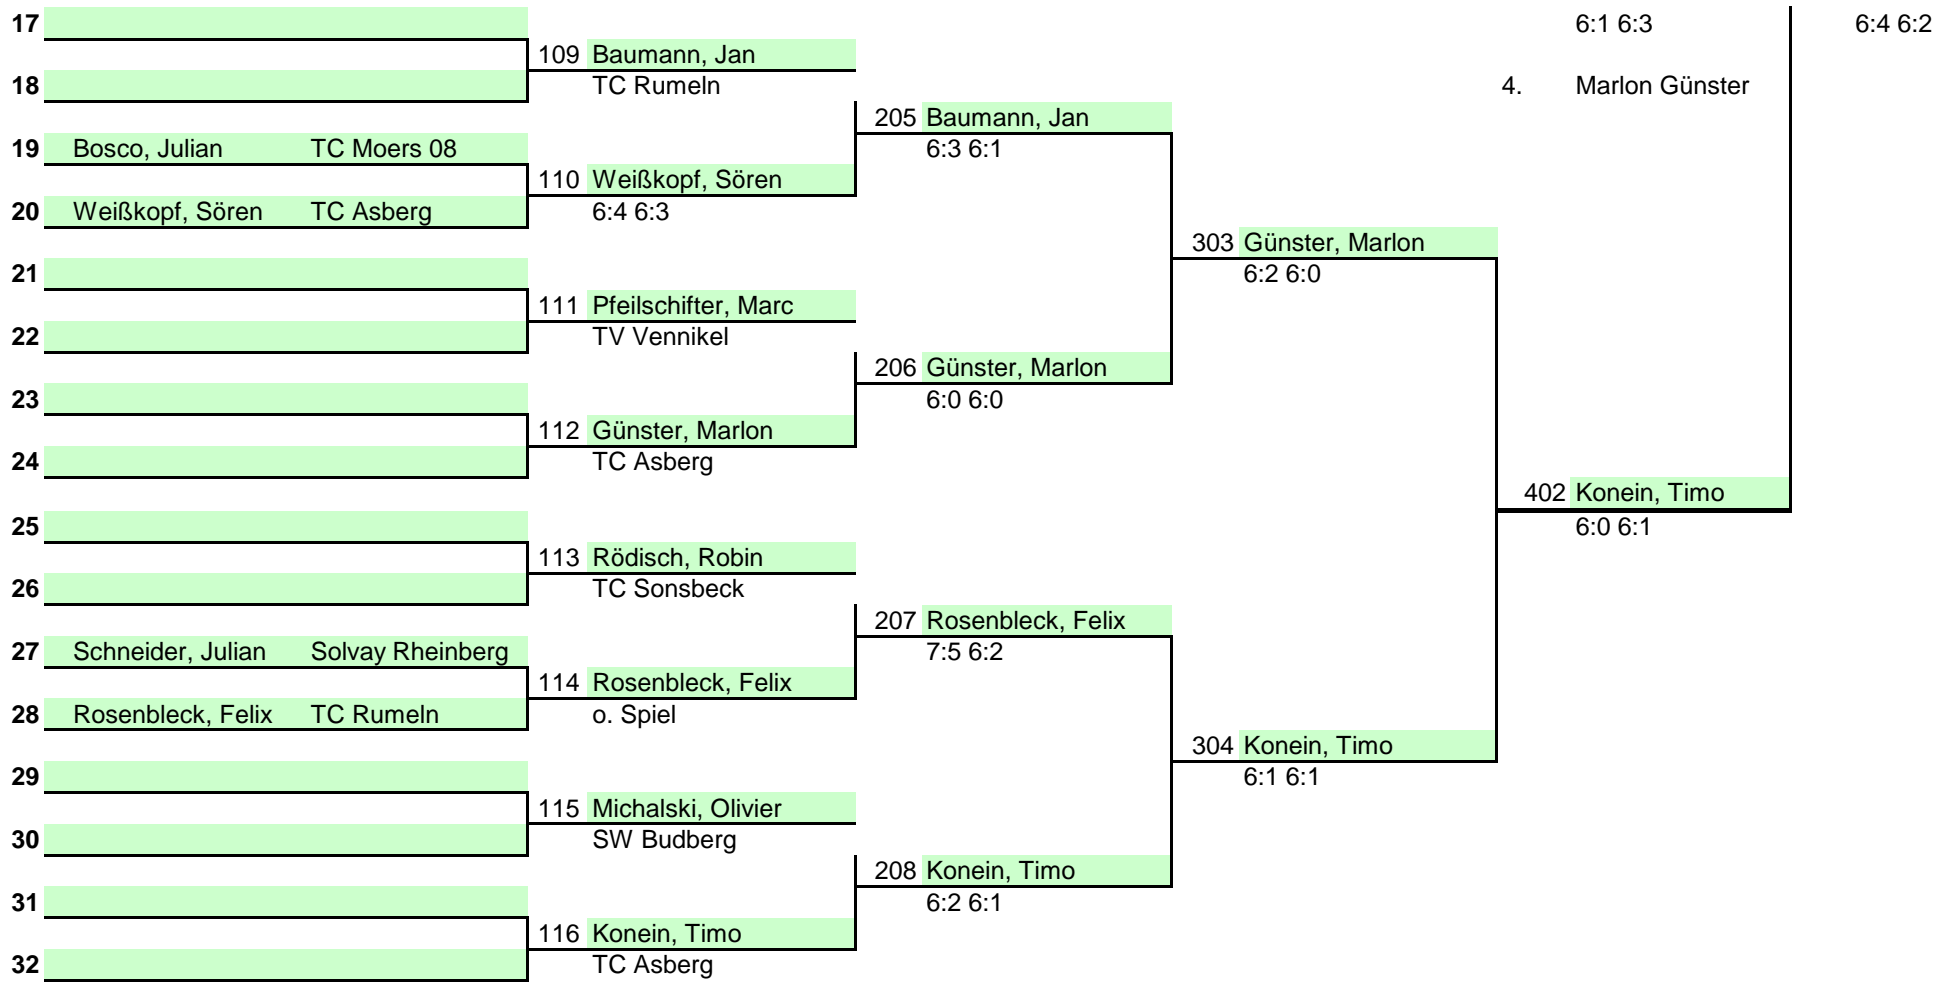 17 6:1 6:3 6:4 6:2
109 Baumann, Jan
18 TC Rumeln 4. Marlon Günster
205 Baumann, Jan
19 Bosco, Julian TC Moers 08 6:3 6:1
110 Weißkopf, Sören
20 Weißkopf, Sören TC Asberg 6:4 6:3
303 Günster, Marlon
21 6:2 6:0
111 Pfeilschifter, Marc
22 TV Vennikel
206 Günster, Marlon
23 6:0 6:0
112 Günster, Marlon
24 TC Asberg
402 Konein, Timo
25 6:0 6:1
113 Rödisch, Robin
26 TC Sonsbeck
207 Rosenbleck, Felix
27 Schneider, Julian Solvay Rheinberg 7:5 6:2
114 Rosenbleck, Felix
28 Rosenbleck, Felix TC Rumeln o. Spiel
304 Konein, Timo
29 6:1 6:1
115 Michalski, Olivier
30 SW Budberg
208 Konein, Timo
31 6:2 6:1
116 Konein, Timo
32 TC Asberg